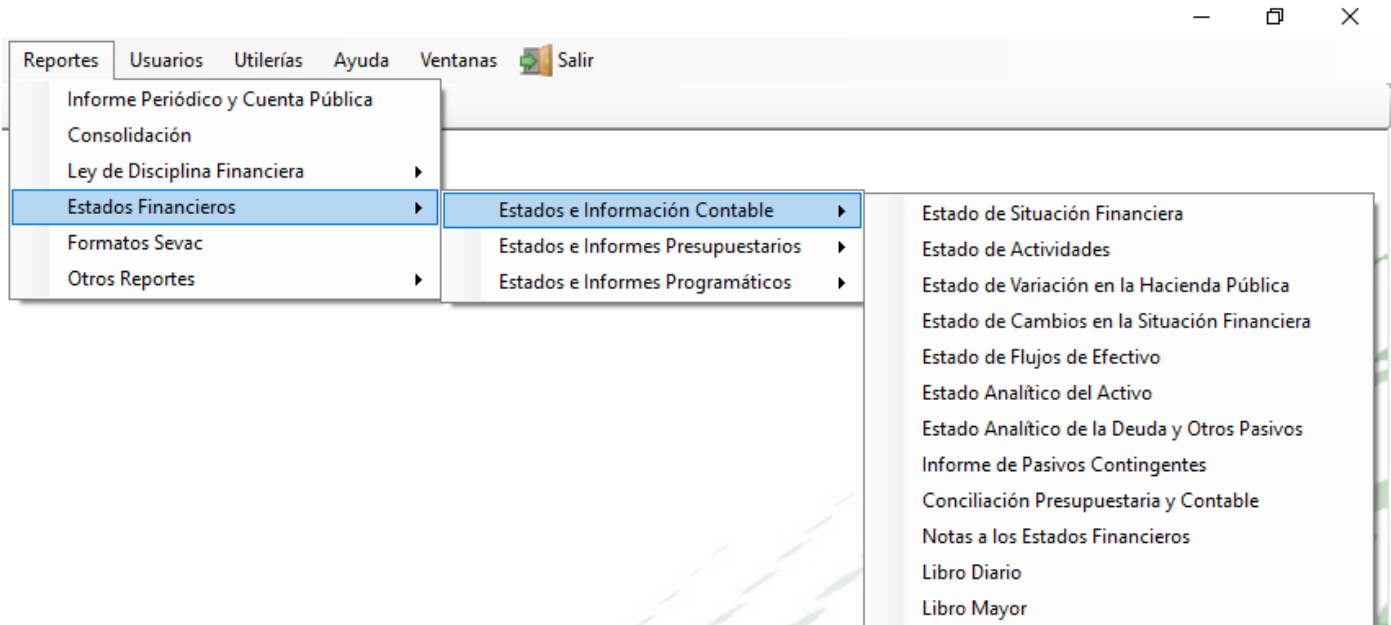 Reportes Usuarios Utilerías Ayuda Ventanas Salir
Informe Periódico y Cuenta Pública
Consolidación
Ley de Disciplina Financiera
Estados Financieros
Formatos Sevac
Otros Reportes
Estados e Información Contable
Estados e Informes Presupuestarios
Estados e Informes Programáticos
Estado de Situación Financiera
Estado de Actividades
Estado de Variación en la Hacienda Pública
Estado de Cambios en la Situación Financiera
Estado de Flujos de Efectivo
Estado Analítico del Activo
Estado Analítico de la Deuda y Otros Pasivos
Informe de Pasivos Contingentes
Conciliación Presupuestaria y Contable
Notas a los Estados Financieros
Libro Diario
Libro Mayor